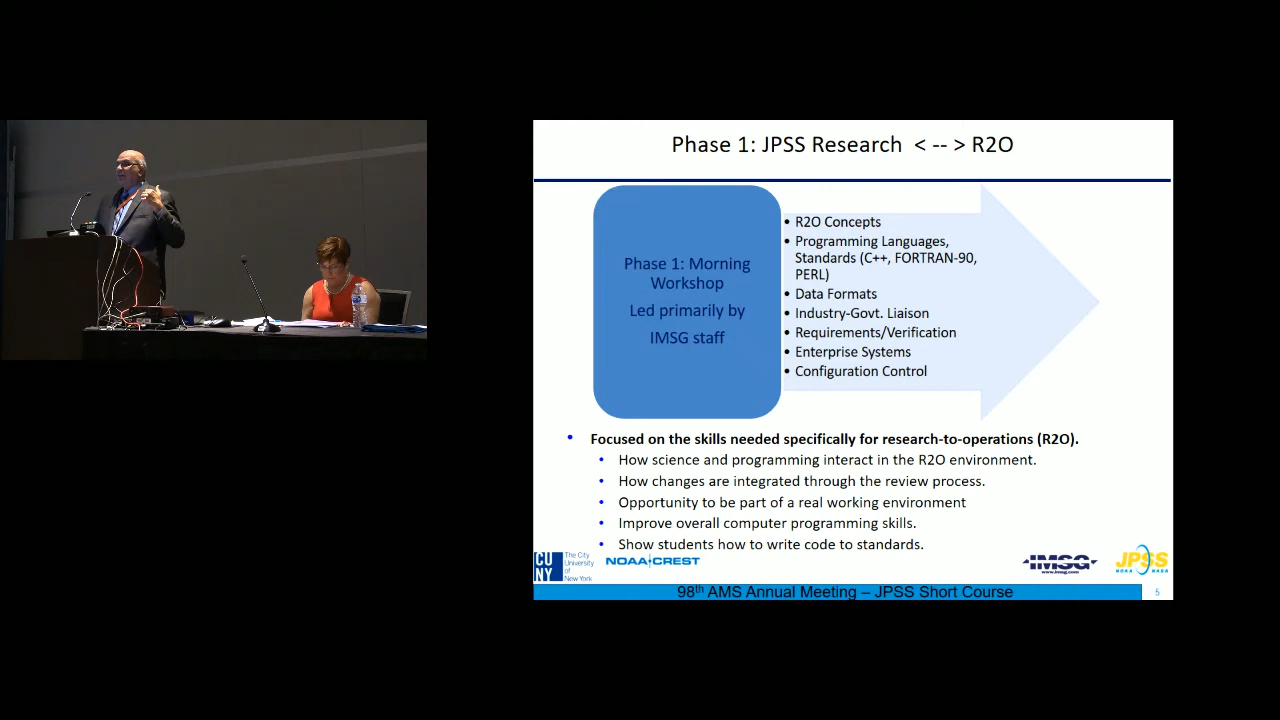 Phase 1: JPSS Research < -- > R2O
Phase 1: Morning
Workshop
Led primarily by
IMSG staff
• R2O Concepts
• Programming Languages,
Standards (C++, FORTRAN-90,
PERL)
• Data Formats
• Industry-Govt. Liaison
• Requirements/Verification
• Enterprise Systems
• Configuration Control
• Focused on the skills needed specifically for research-to-operations (R2O).
• How science and programming interact in the R2O environment.
• How changes are integrated through the review process.
• Opportunity to be part of a real working environment
• Improve overall computer programming skills.
• Show students how to write code to standards.
CU
NY
The City
University
of
New York
NOAA CREST
IMSG
www.imsg.com
JPSS
NOAA NASA
98th AMS Annual Meeting – JPSS Short Course
5